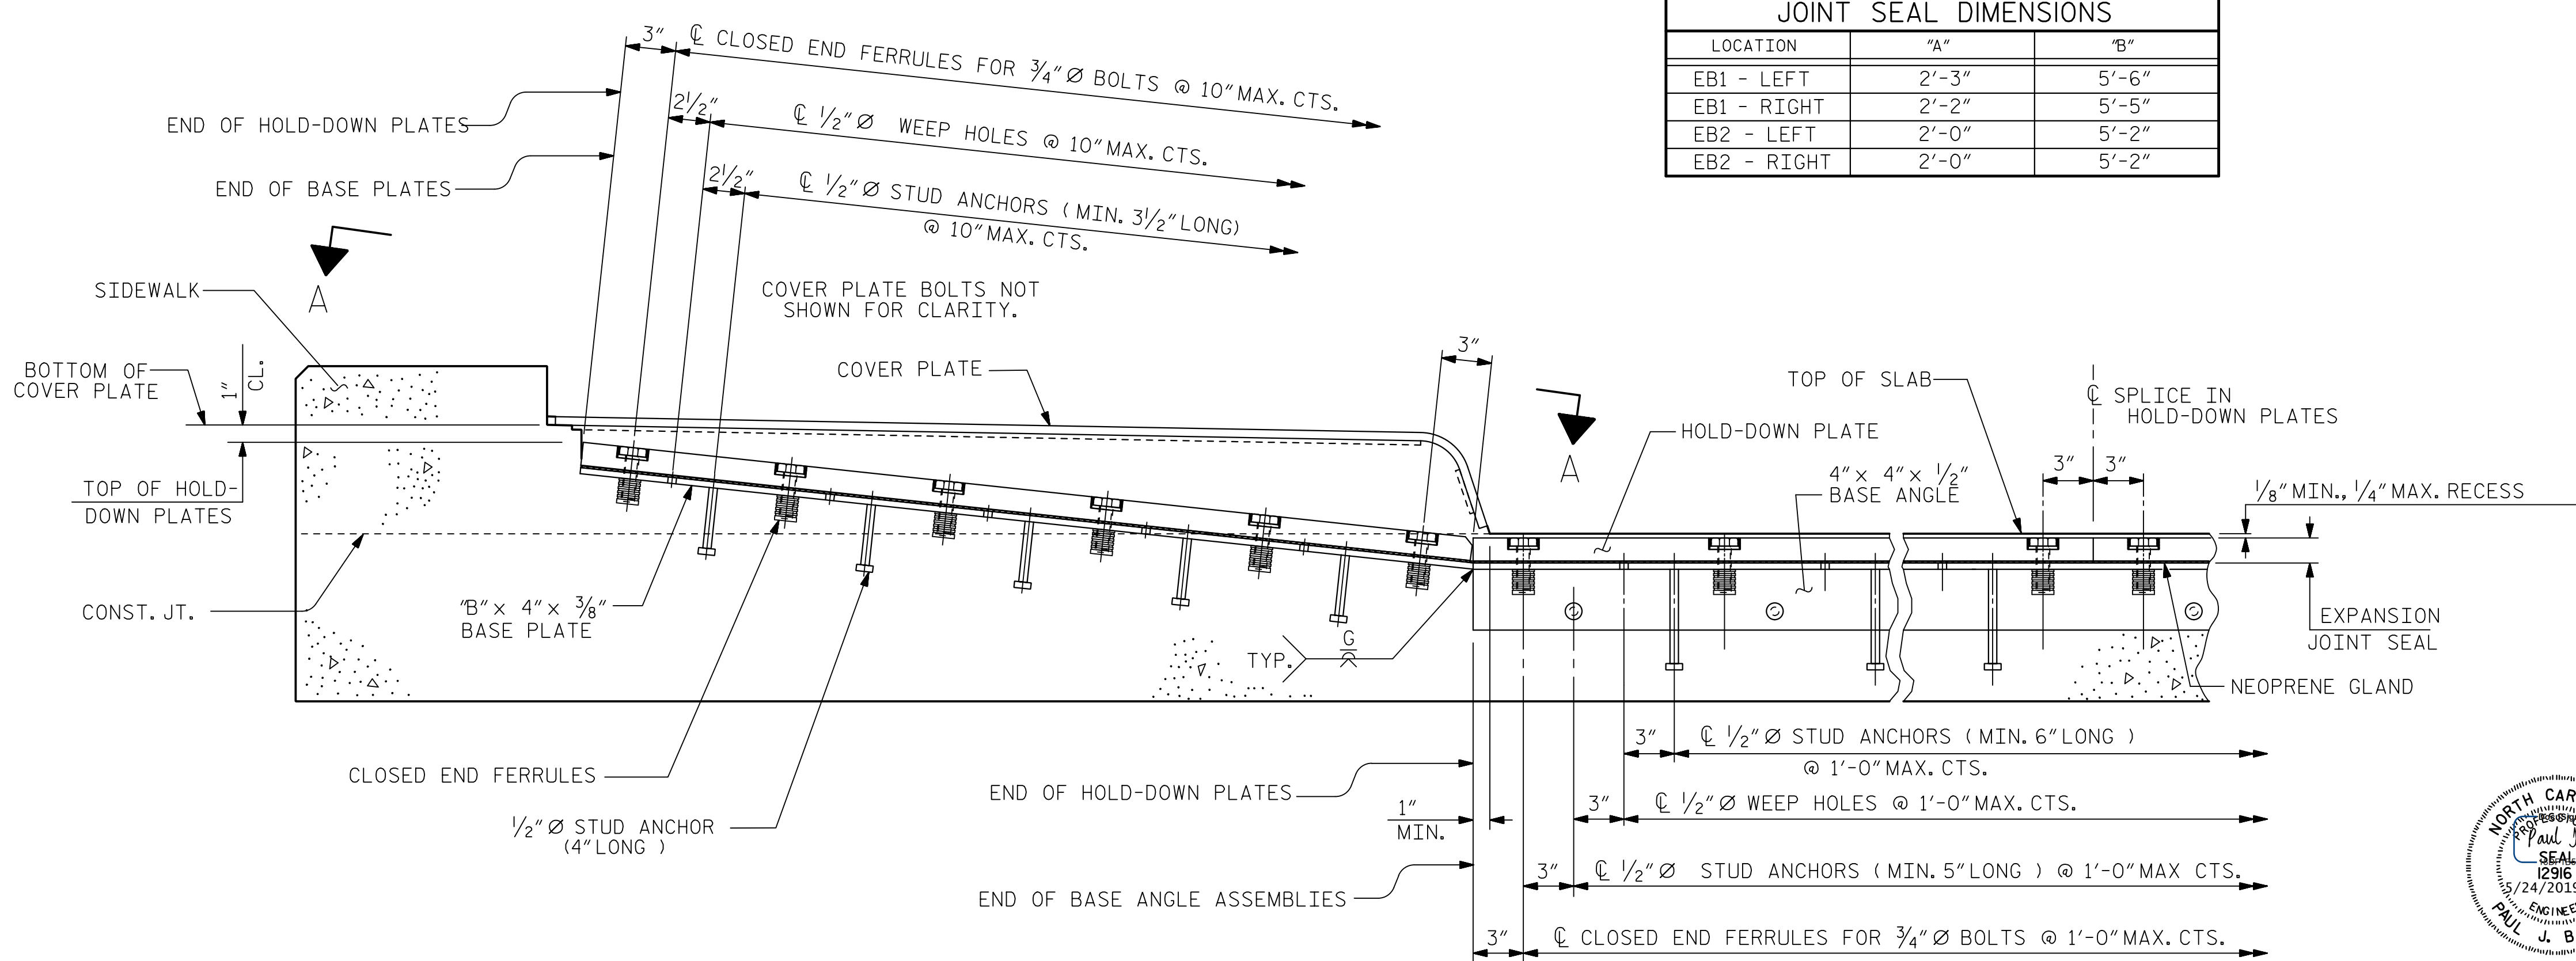 JOINT SEAL DIMENSIONS
LOCATION "A" "B"
EB1 - LEFT 2'-3" 5'-6"
EB1 - RIGHT 2'-2" 5'-5"
EB2 - LEFT 2'-0" 5'-2"
EB2 - RIGHT 2'-0" 5'-2"
3"
℄ CLOSED END FERRULES FOR 3/4" Ø BOLTS @ 10" MAX. CTS.
END OF HOLD-DOWN PLATES
2 1/2"
℄ 1/2" Ø WEEP HOLES @ 10" MAX. CTS.
END OF BASE PLATES
2 1/2"
℄ 1/2" Ø STUD ANCHORS ( MIN. 3 1/2" LONG)
@ 10" MAX. CTS.
A
SIDEWALK
COVER PLATE BOLTS NOT
SHOWN FOR CLARITY.
BOTTOM OF
COVER PLATE
1"
CL.
COVER PLATE
3"
A
TOP OF SLAB
℄ SPLICE IN
HOLD-DOWN PLATES
HOLD-DOWN PLATE
3" 3"
4" x 4" x 1/2"
BASE ANGLE
1/8" MIN., 1/4" MAX. RECESS
TOP OF HOLD-
DOWN PLATES
CONST. JT.
"B" x 4" x 3/8"
BASE PLATE
TYP.
G
EXPANSION
JOINT SEAL
NEOPRENE GLAND
CLOSED END FERRULES
1/2" Ø STUD ANCHOR
(4" LONG )
3"
℄ 1/2" Ø STUD ANCHORS ( MIN. 6" LONG )
@ 1'-0" MAX. CTS.
END OF HOLD-DOWN PLATES
1"
MIN.
3"
℄ 1/2" Ø WEEP HOLES @ 1'-0" MAX. CTS.
3"
℄ 1/2" Ø STUD ANCHORS ( MIN. 5" LONG ) @ 1'-0" MAX CTS.
END OF BASE ANGLE ASSEMBLIES
3"
℄ CLOSED END FERRULES FOR 3/4" Ø BOLTS @ 1'-0" MAX. CTS.
NORTH CAR
Paul J
SEAL
12916
5/24/2019
ENGINEE
PAUL J. B